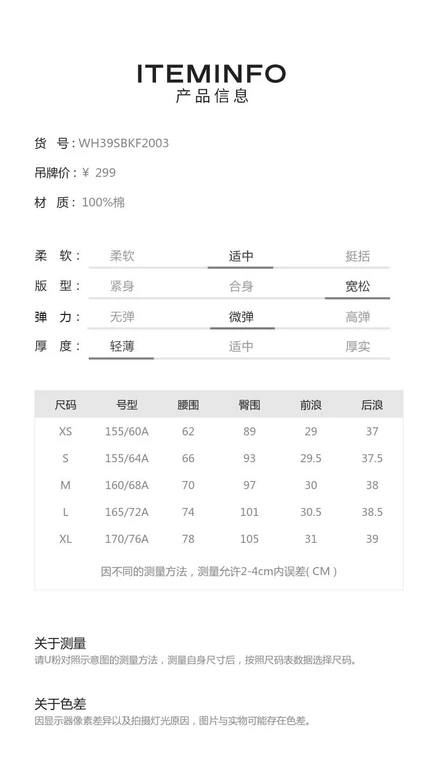 ITEMINFO
产品信息
货 号：WH39SBKF2003
吊牌价：¥ 299
材 质：100%棉
柔 软： 柔软 适中 挺括
版 型： 紧身 合身 宽松
弹 力： 无弹 微弹 高弹
厚 度： 轻薄 适中 厚实
尺码 号型 腰围 臀围 前浪 后浪
XS 155/60A 62 89 29 37
S 155/64A 66 93 29.5 37.5
M 160/68A 70 97 30 38
L 165/72A 74 101 30.5 38.5
XL 170/76A 78 105 31 39
因不同的测量方法，测量允许2-4cm内误差( CM )
关于测量
请U粉对照示意图的测量方法，测量自身尺寸后，按照尺码表数据选择尺码。
关于色差
因显示器像素差异以及拍摄灯光原因，图片与实物可能存在色差。